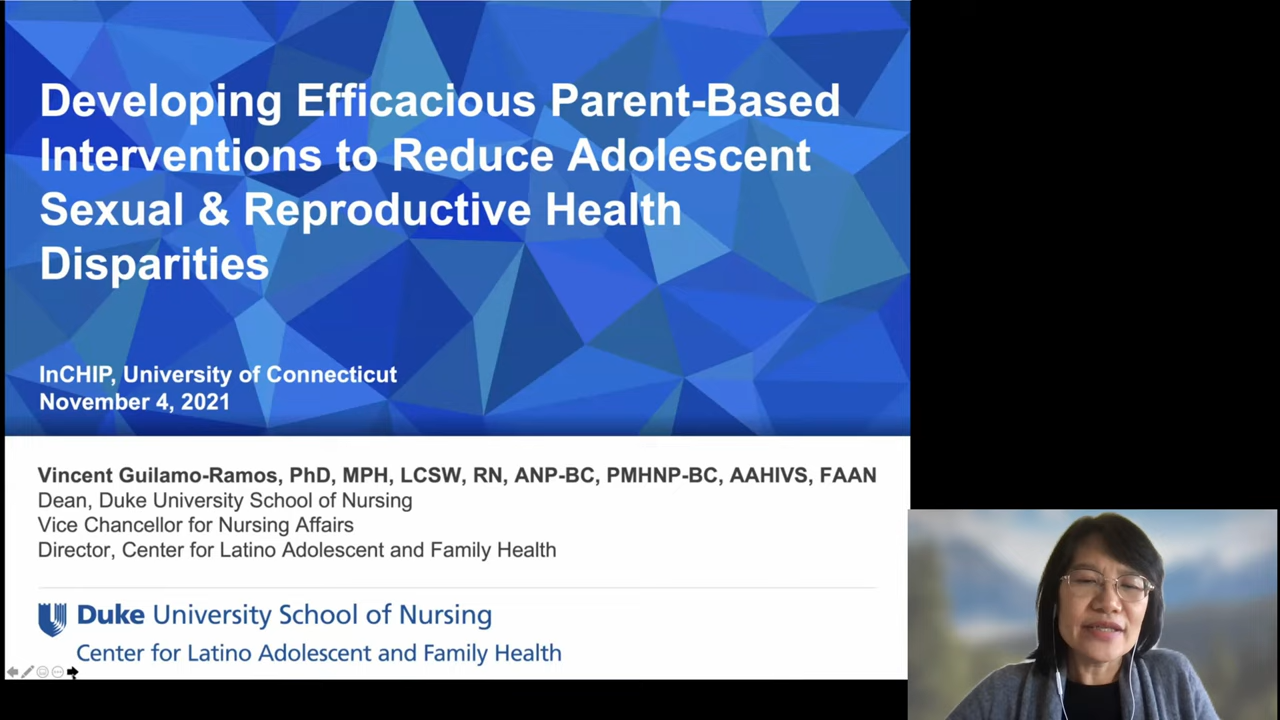 Developing Efficacious Parent-Based
Interventions to Reduce Adolescent
Sexual & Reproductive Health
Disparities
InCHIP, University of Connecticut
November 4, 2021
Vincent Guilamo-Ramos, PhD, MPH, LCSW, RN, ANP-BC, PMHNP-BC, AAHIVS, FAAN
Dean, Duke University School of Nursing
Vice Chancellor for Nursing Affairs
Director, Center for Latino Adolescent and Family Health
Duke University School of Nursing
Center for Latino Adolescent and Family Health